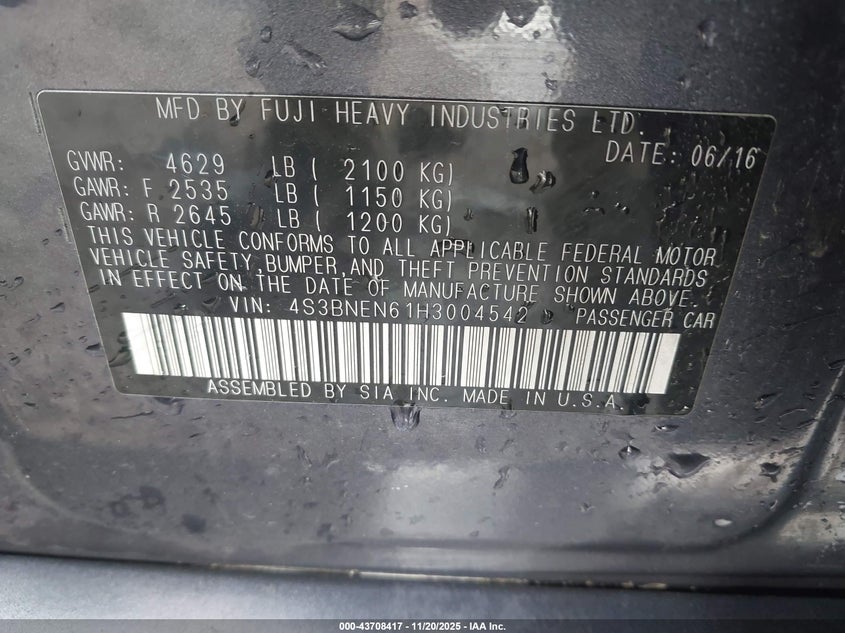 MFD BY FUJI HEAVY INDUSTRIES LTD.
DATE: 06/16
GVWR: 4629 LB ( 2100 KG)
GAWR: F 2535 LB ( 1150 KG)
GAWR: R 2645 LB ( 1200 KG)
THIS VEHICLE CONFORMS TO ALL APPLICABLE FEDERAL MOTOR
VEHICLE SAFETY,BUMPER,AND THEFT PREVENTION STANDARDS
IN EFFECT ON THE DATE OF MANUFACTURE SHOWN ABOVE.
VIN: 4S3BNEN61H3004542 PASSENGER CAR
ASSEMBLED BY SIA INC. MADE IN U.S.A.
000-43708417 - 11/20/2025 - IAA Inc.